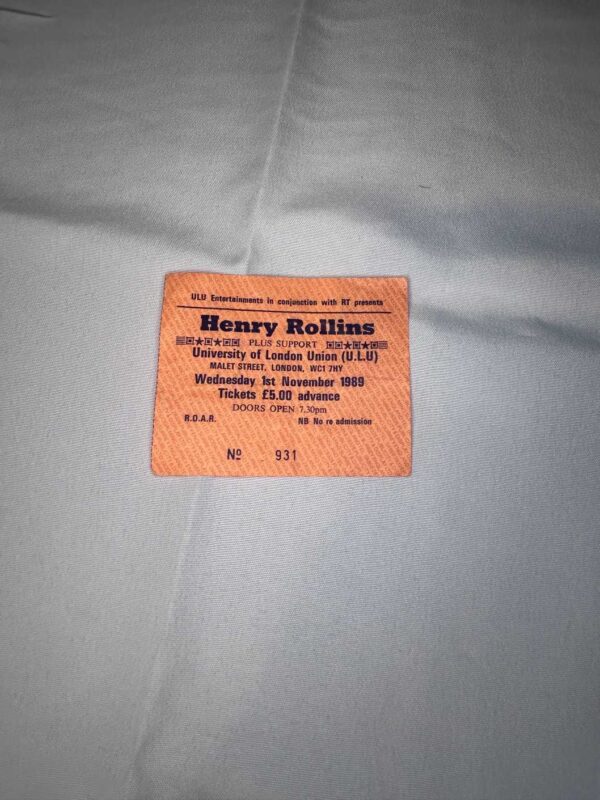 ULU Entertainments in conjunction with RT presents
Henry Rollins
PLUS SUPPORT
University of London Union (U.L.U)
MALET STREET, LONDON, WC1 7HY
Wednesday 1st November 1989
Tickets £5.00 advance
DOORS OPEN 7.30pm
R.O.A.R. NB No re admission
Nº 931